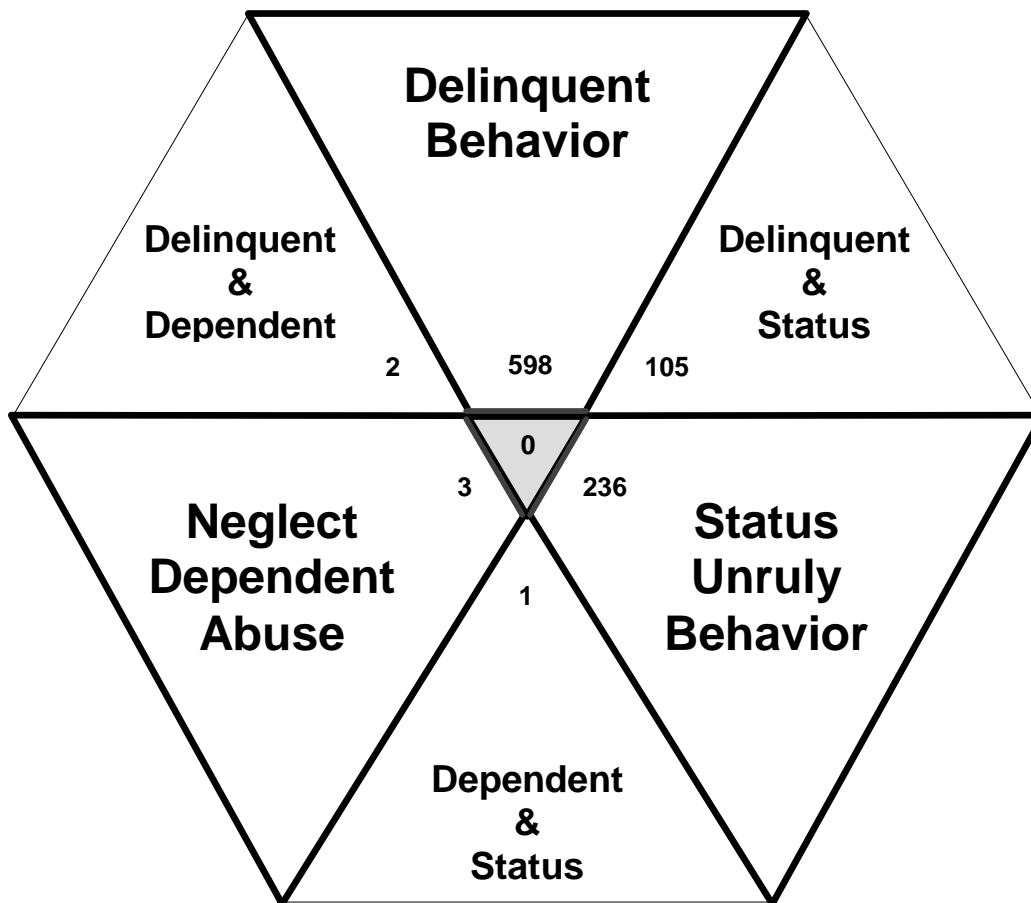 Delinquent
Behavior
Delinquent
&
Dependent
Delinquent
&
Status
2
598
105
0
3
236
Neglect
Dependent
Abuse
Status
Unruly
Behavior
1
Dependent
&
Status